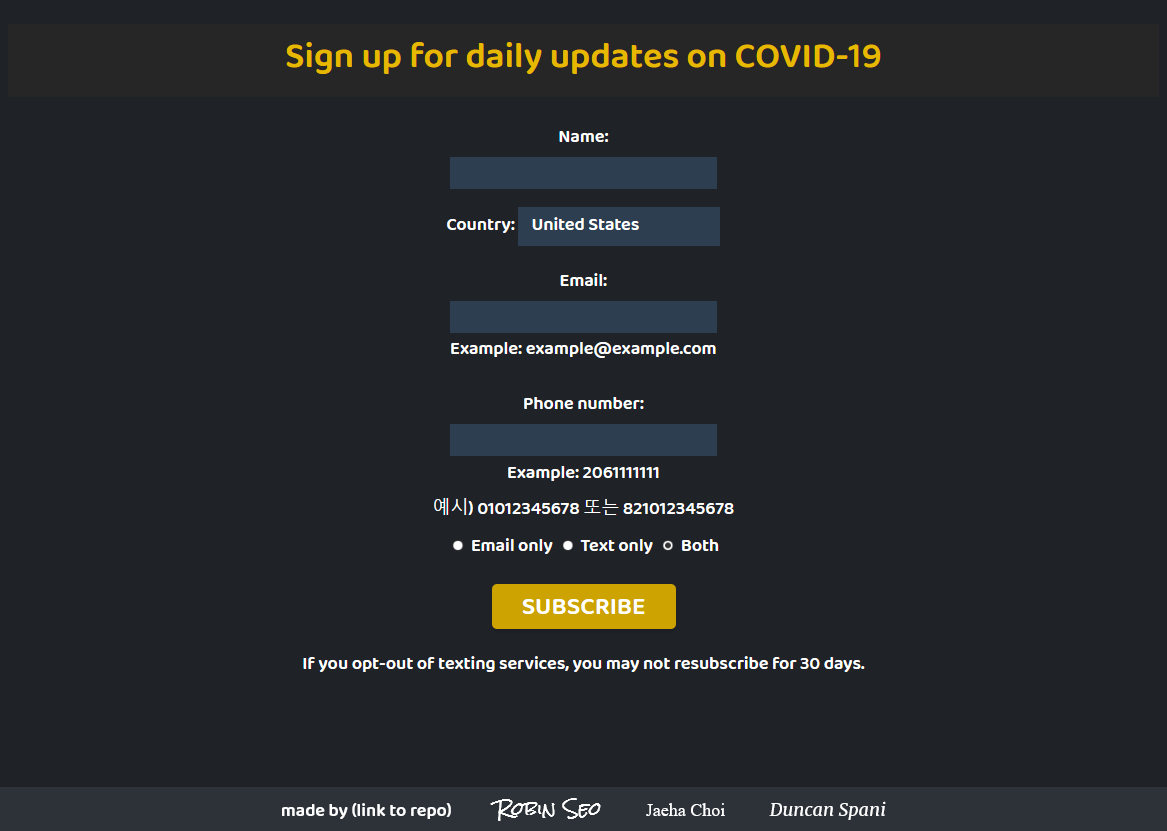 Sign up for daily updates on COVID-19
Name:
Country: United States
Email:
Example: example@example.com
Phone number:
Example: 2061111111
예시) 01012345678 또는 821012345678
Email only Text only Both
SUBSCRIBE
If you opt-out of texting services, you may not resubscribe for 30 days.
made by (link to repo) Robin Seo Jaeha Choi Duncan Spani